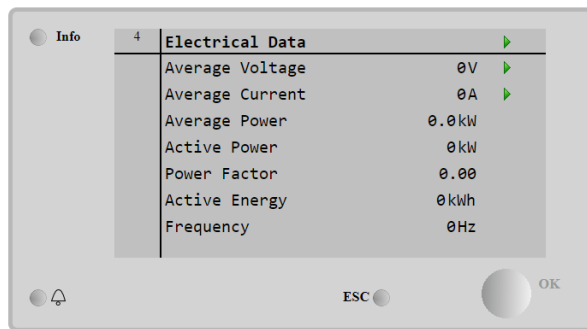 Info
4 Electrical Data
Average Voltage 0V
Average Current 0A
Average Power 0.0kW
Active Power 0kW
Power Factor 0.00
Active Energy 0kWh
Frequency 0Hz
ESC
OK